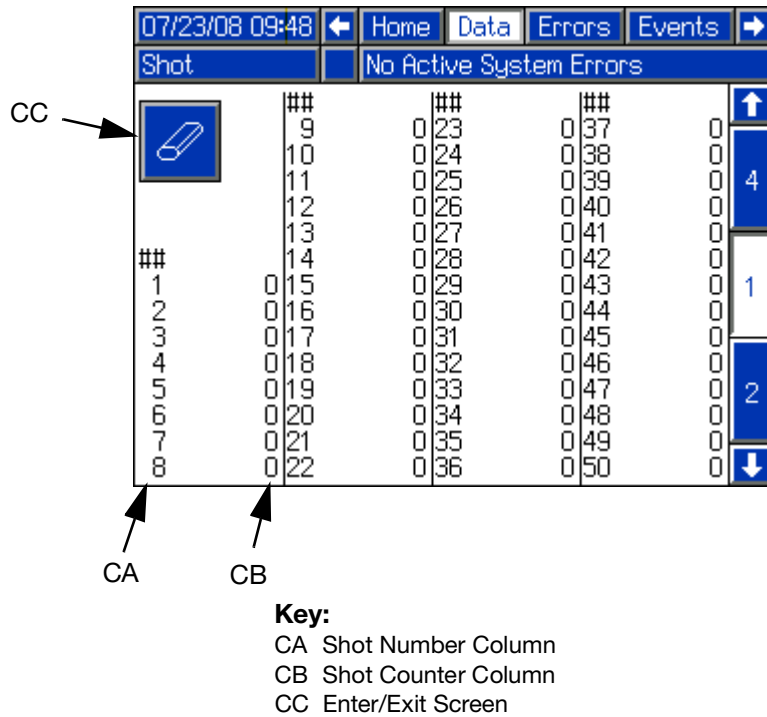 07/23/08 09:48 Home Data Errors Events
Shot No Active System Errors
CC
## ## ##
9 0 23 0 37 0
10 0 24 0 38 0
11 0 25 0 39 0 4
12 0 26 0 40 0
13 0 27 0 41 0
## 14 0 28 0 42 0
1 0 15 0 29 0 43 0 1
2 0 16 0 30 0 44 0
3 0 17 0 31 0 45 0
4 0 18 0 32 0 46 0
5 0 19 0 33 0 47 0 2
6 0 20 0 34 0 48 0
7 0 21 0 35 0 49 0
8 0 22 0 36 0 50 0
CA CB
Key:
CA Shot Number Column
CB Shot Counter Column
CC Enter/Exit Screen